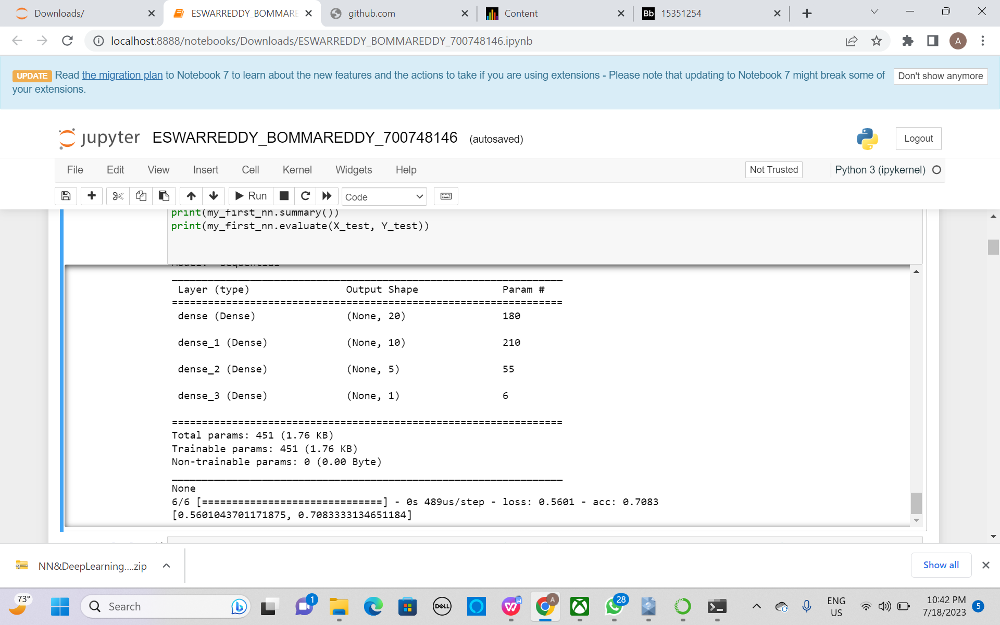 Downloads/
ESWARREDDY_BOMMARE
github.com
Content
Bb 15351254
localhost:8888/notebooks/Downloads/ESWARREDDY_BOMMAREDDY_700748146.ipynb
A
UPDATE Read the migration plan to Notebook 7 to learn about the new features and the actions to take if you are using extensions - Please note that updating to Notebook 7 might break some of
your extensions.
Don't show anymore
jupyter ESWARREDDY_BOMMAREDDY_700748146 (autosaved)
Logout
File Edit View Insert Cell Kernel Widgets Help
Not Trusted
Python 3 (ipykernel)
Run
Code
print(my_first_nn.summary())
print(my_first_nn.evaluate(X_test, Y_test))
Model: "sequential"
_________________________________________________________________
Layer (type) Output Shape Param #
=================================================================
dense (Dense) (None, 20) 180
dense_1 (Dense) (None, 10) 210
dense_2 (Dense) (None, 5) 55
dense_3 (Dense) (None, 1) 6
=================================================================
Total params: 451 (1.76 KB)
Trainable params: 451 (1.76 KB)
Non-trainable params: 0 (0.00 Byte)
_________________________________________________________________
None
6/6 [==============================] - 0s 489us/step - loss: 0.5601 - acc: 0.7083
[0.5601043701171875, 0.7083333134651184]
NN&DeepLearning....zip
Show all
73°
Search
1
DELL
W
A
28
ENG
US
10:42 PM
7/18/2023
5